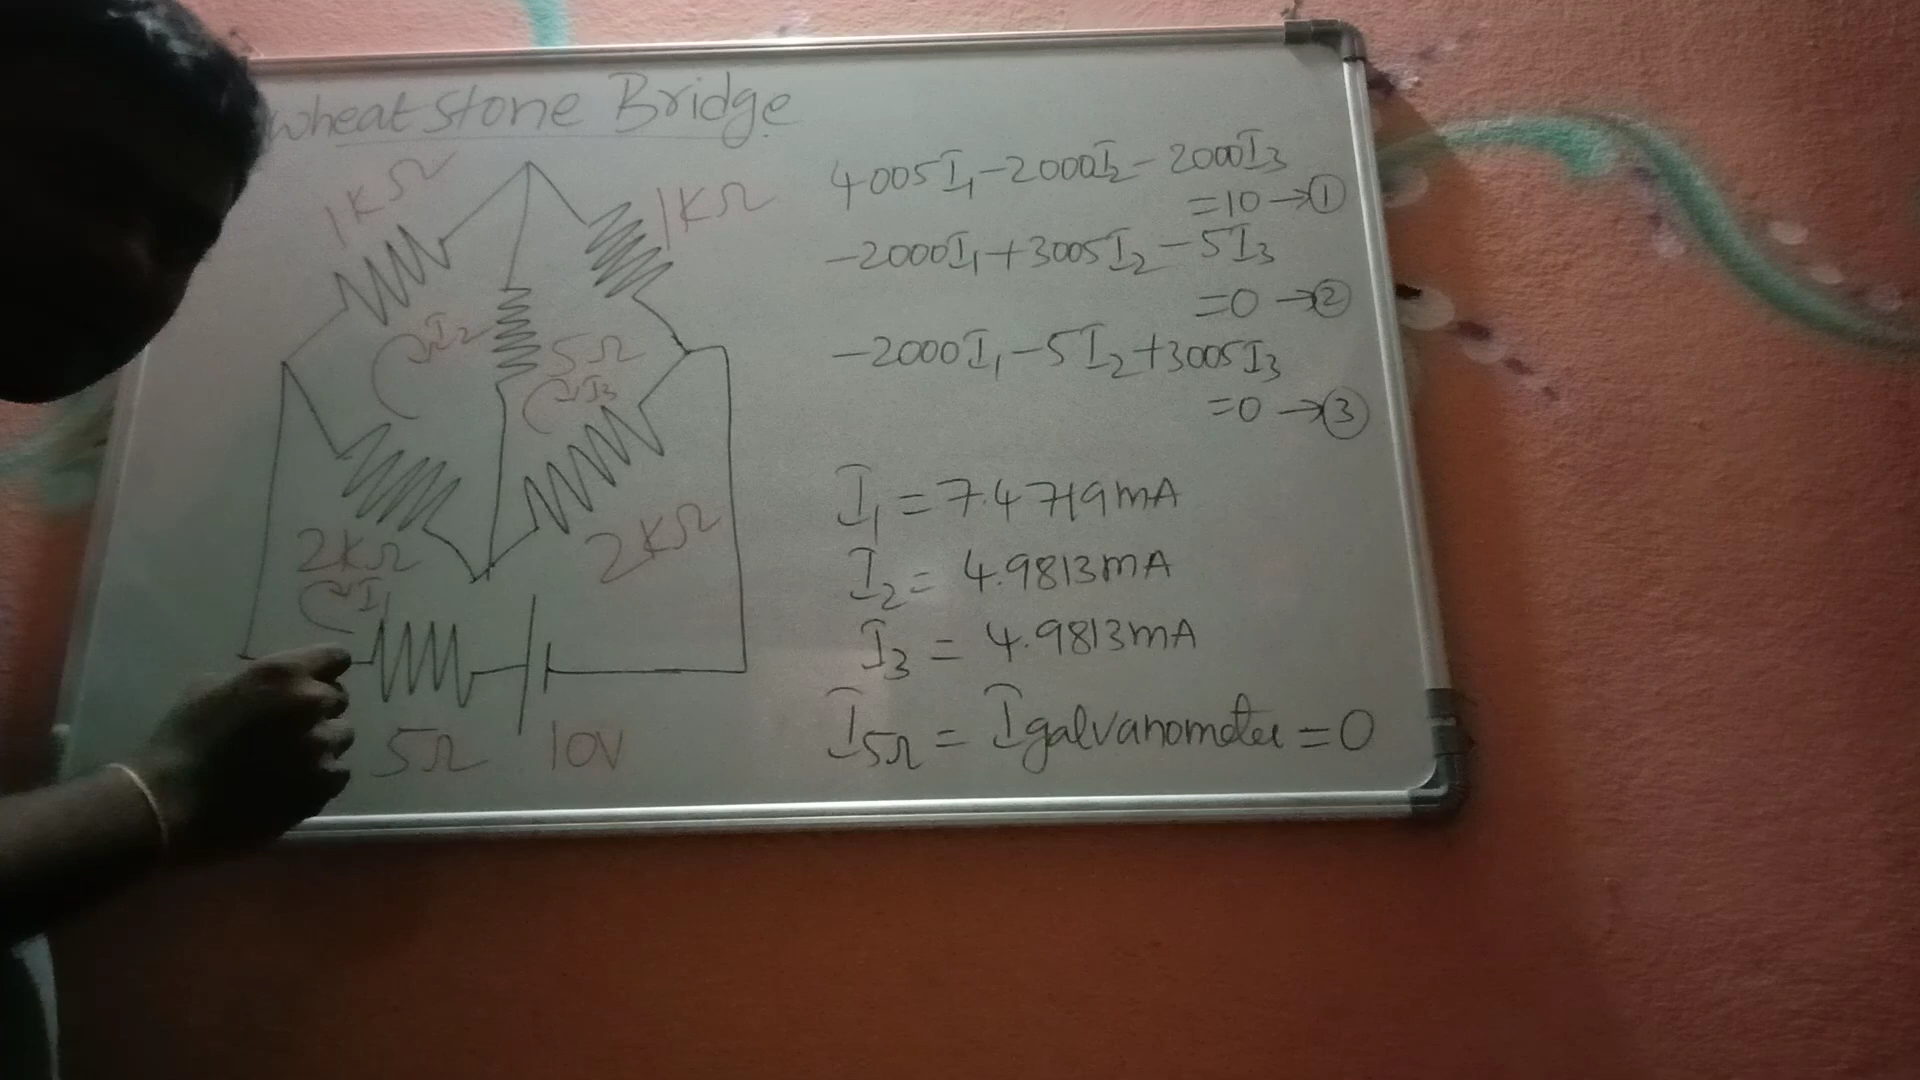 wheatstone Bridge
1KΩ
1KΩ
I2
5Ω
I3
2KΩ
2KΩ
I1
5Ω
10V
4005I1-2000I2-2000I3
=10→①
-2000I1+3005I2-5I3
=0→②
-2000I1-5I2+3005I3
=0→③
I1=7.4719mA
I2=4.9813mA
I3=4.9813mA
I5Ω=Igalvanometer=0